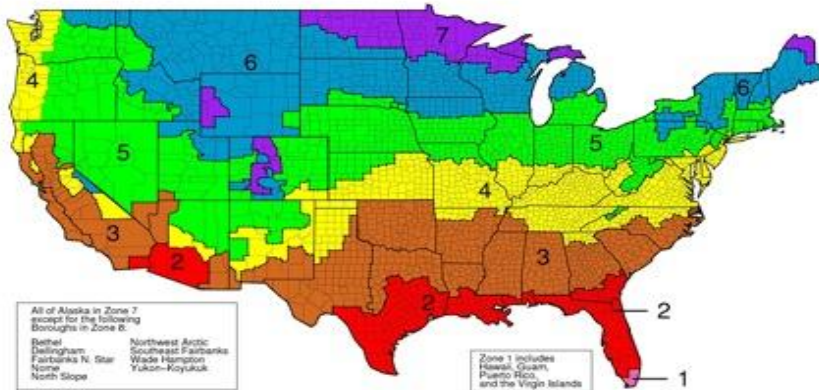 7
6
6
4
5
5
4
3
3
2
2
2
1
All of Alaska in Zone 7
except for the following
Boroughs in Zone 8:
Bethel Northwest Arctic
Dellingham Southeast Fairbanks
Fairbanks N. Star Wade Hampton
Nome Yukon-Koyukuk
North Slope
Zone 1 includes
Hawaii, Guam,
Puerto Rico,
and the Virgin Islands